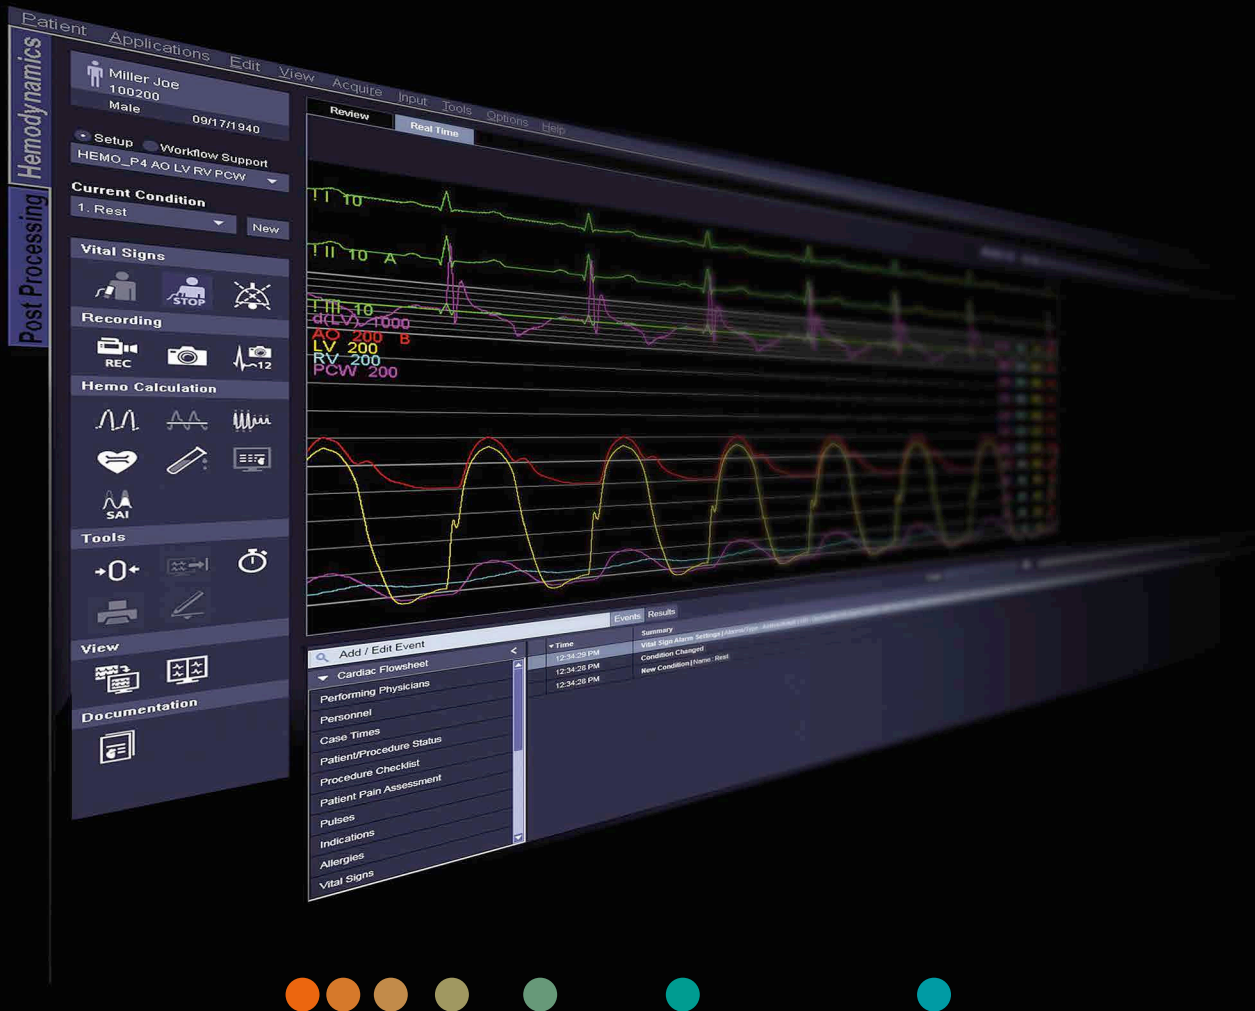 Patient Applications Edit View Acquire Input Tools Options Help
Hemodynamics
Post Processing
Miller Joe
100200
Male 09/17/1940
Setup Workflow Support
HEMO_P4 AO LV RV PCW
Current Condition
1. Rest
New
Vital Signs
STOP
Recording
REC
12
Hemo Calculation
SAI
Tools
0
View
Documentation
Review Real Time
! I 10
! II 10 A
! III 10
d(LV) 1000
AO 200 B
LV 200
RV 200
PCW 200
Add / Edit Event <
Cardiac Flowsheet
Performing Physicians
Personnel
Case Times
Patient/Procedure Status
Procedure Checklist
Patient Pain Assessment
Pulses
Indications
Allergies
Vital Signs
Events Results
Time Summary
12:34:29 PM Vital Sign Alarm Settings
12:34:28 PM Condition Changed
12:34:28 PM New Condition | Name: Rest